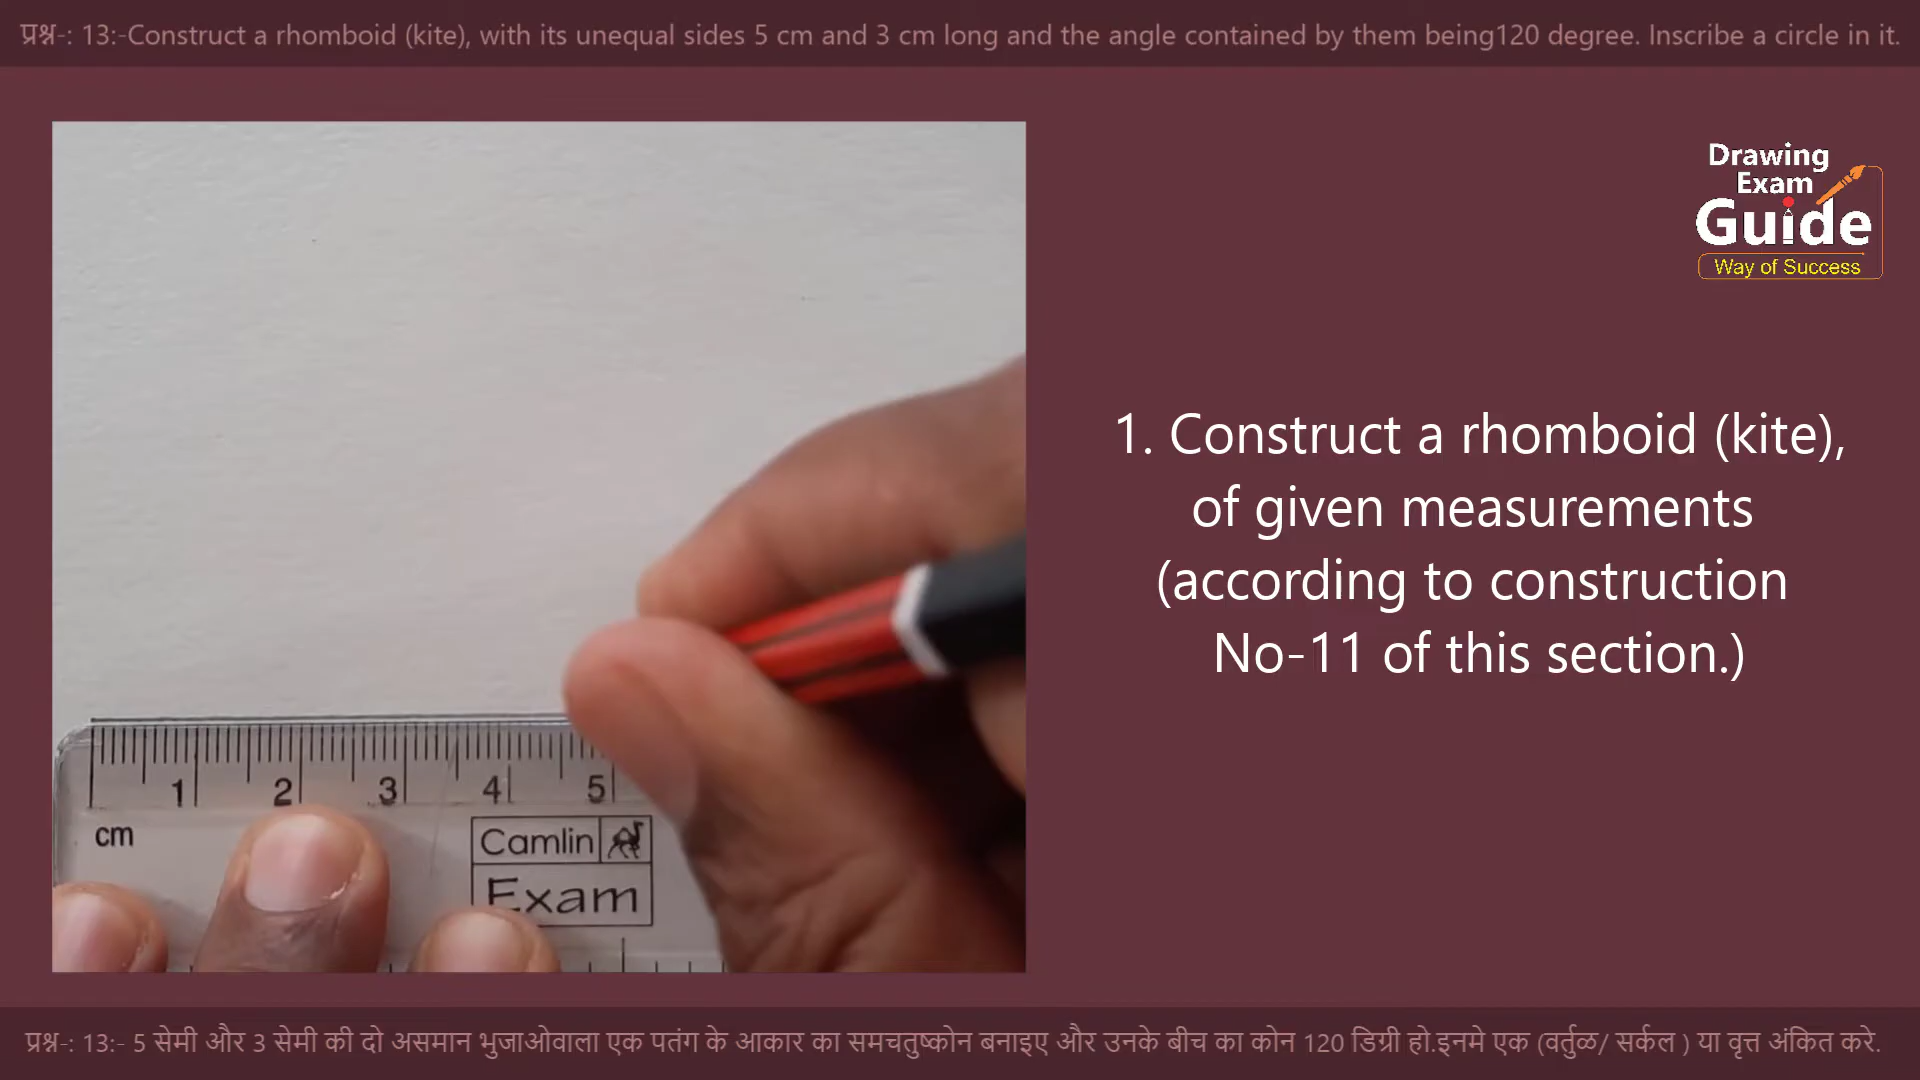 प्रश्न-: 13:-Construct a rhomboid (kite), with its unequal sides 5 cm and 3 cm long and the angle contained by them being120 degree. Inscribe a circle in it.
Drawing
Exam
Guide
Way of Success
1. Construct a rhomboid (kite),
of given measurements
(according to construction
No-11 of this section.)
1 2 3 4 5
cm
Camlin
Exam
प्रश्न-: 13:- 5 सेमी और 3 सेमी की दो असमान भुजाओवाला एक पतंग के आकार का समचतुष्कोन बनाइए और उनके बीच का कोन 120 डिग्री हो.इनमे एक (वर्तुळ/ सर्कल ) या वृत्त अंकित करे.